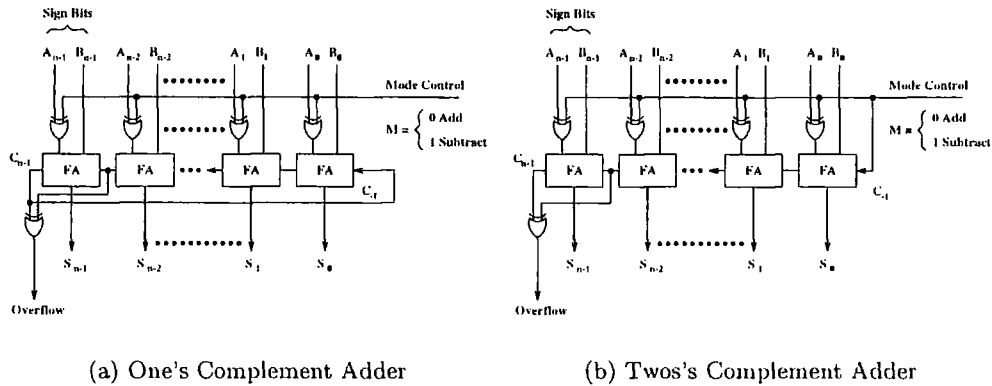 Sign Bits
A_{n-1} B_{n-1} A_{n-2} B_{n-2} A_1 B_1 A_0 B_0
Mode Control
M = { 0 Add
1 Subtract
C_{n-1} FA FA FA FA
C_{-1}
S_{n-1} S_{n-2} S_1 S_0
Overflow
(a) One's Complement Adder
Sign Bits
A_{n-1} B_{n-1} A_{n-2} B_{n-2} A_1 B_1 A_0 B_0
Mode Control
M = { 0 Add
1 Subtract
C_{n-1} FA FA FA FA
C_{-1}
S_{n-1} S_{n-2} S_1 S_0
Overflow
(b) Twos's Complement Adder